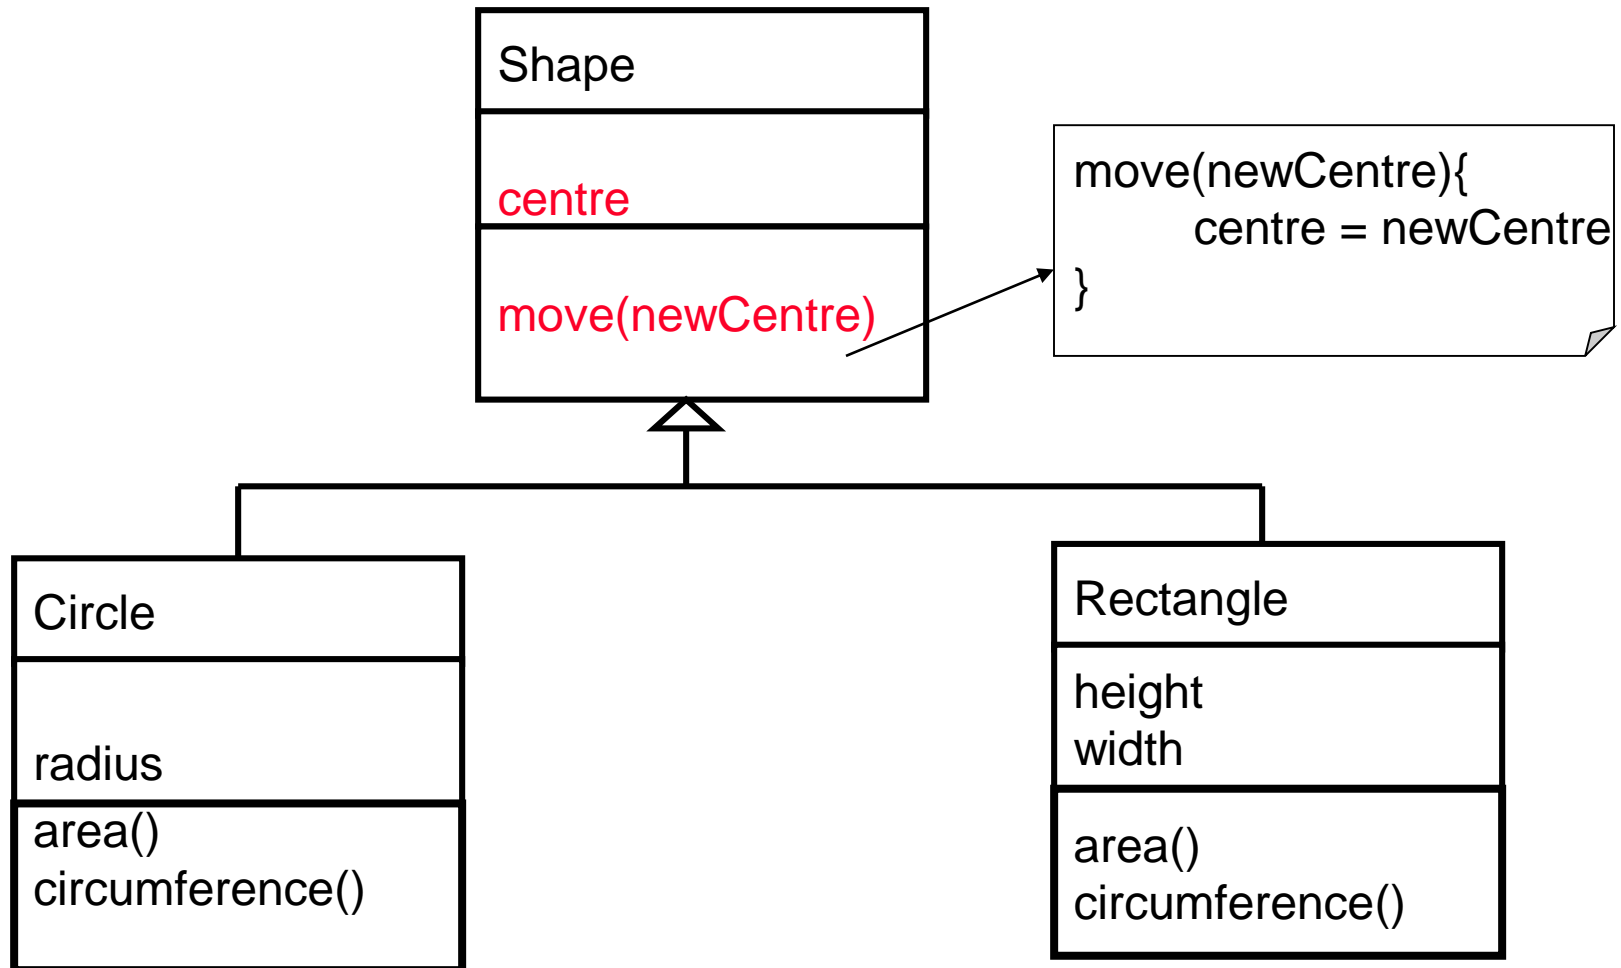 Shape
centre
move(newCentre)
move(newCentre){
centre = newCentre
}
Circle
radius
area()
circumference()
Rectangle
height
width
area()
circumference()